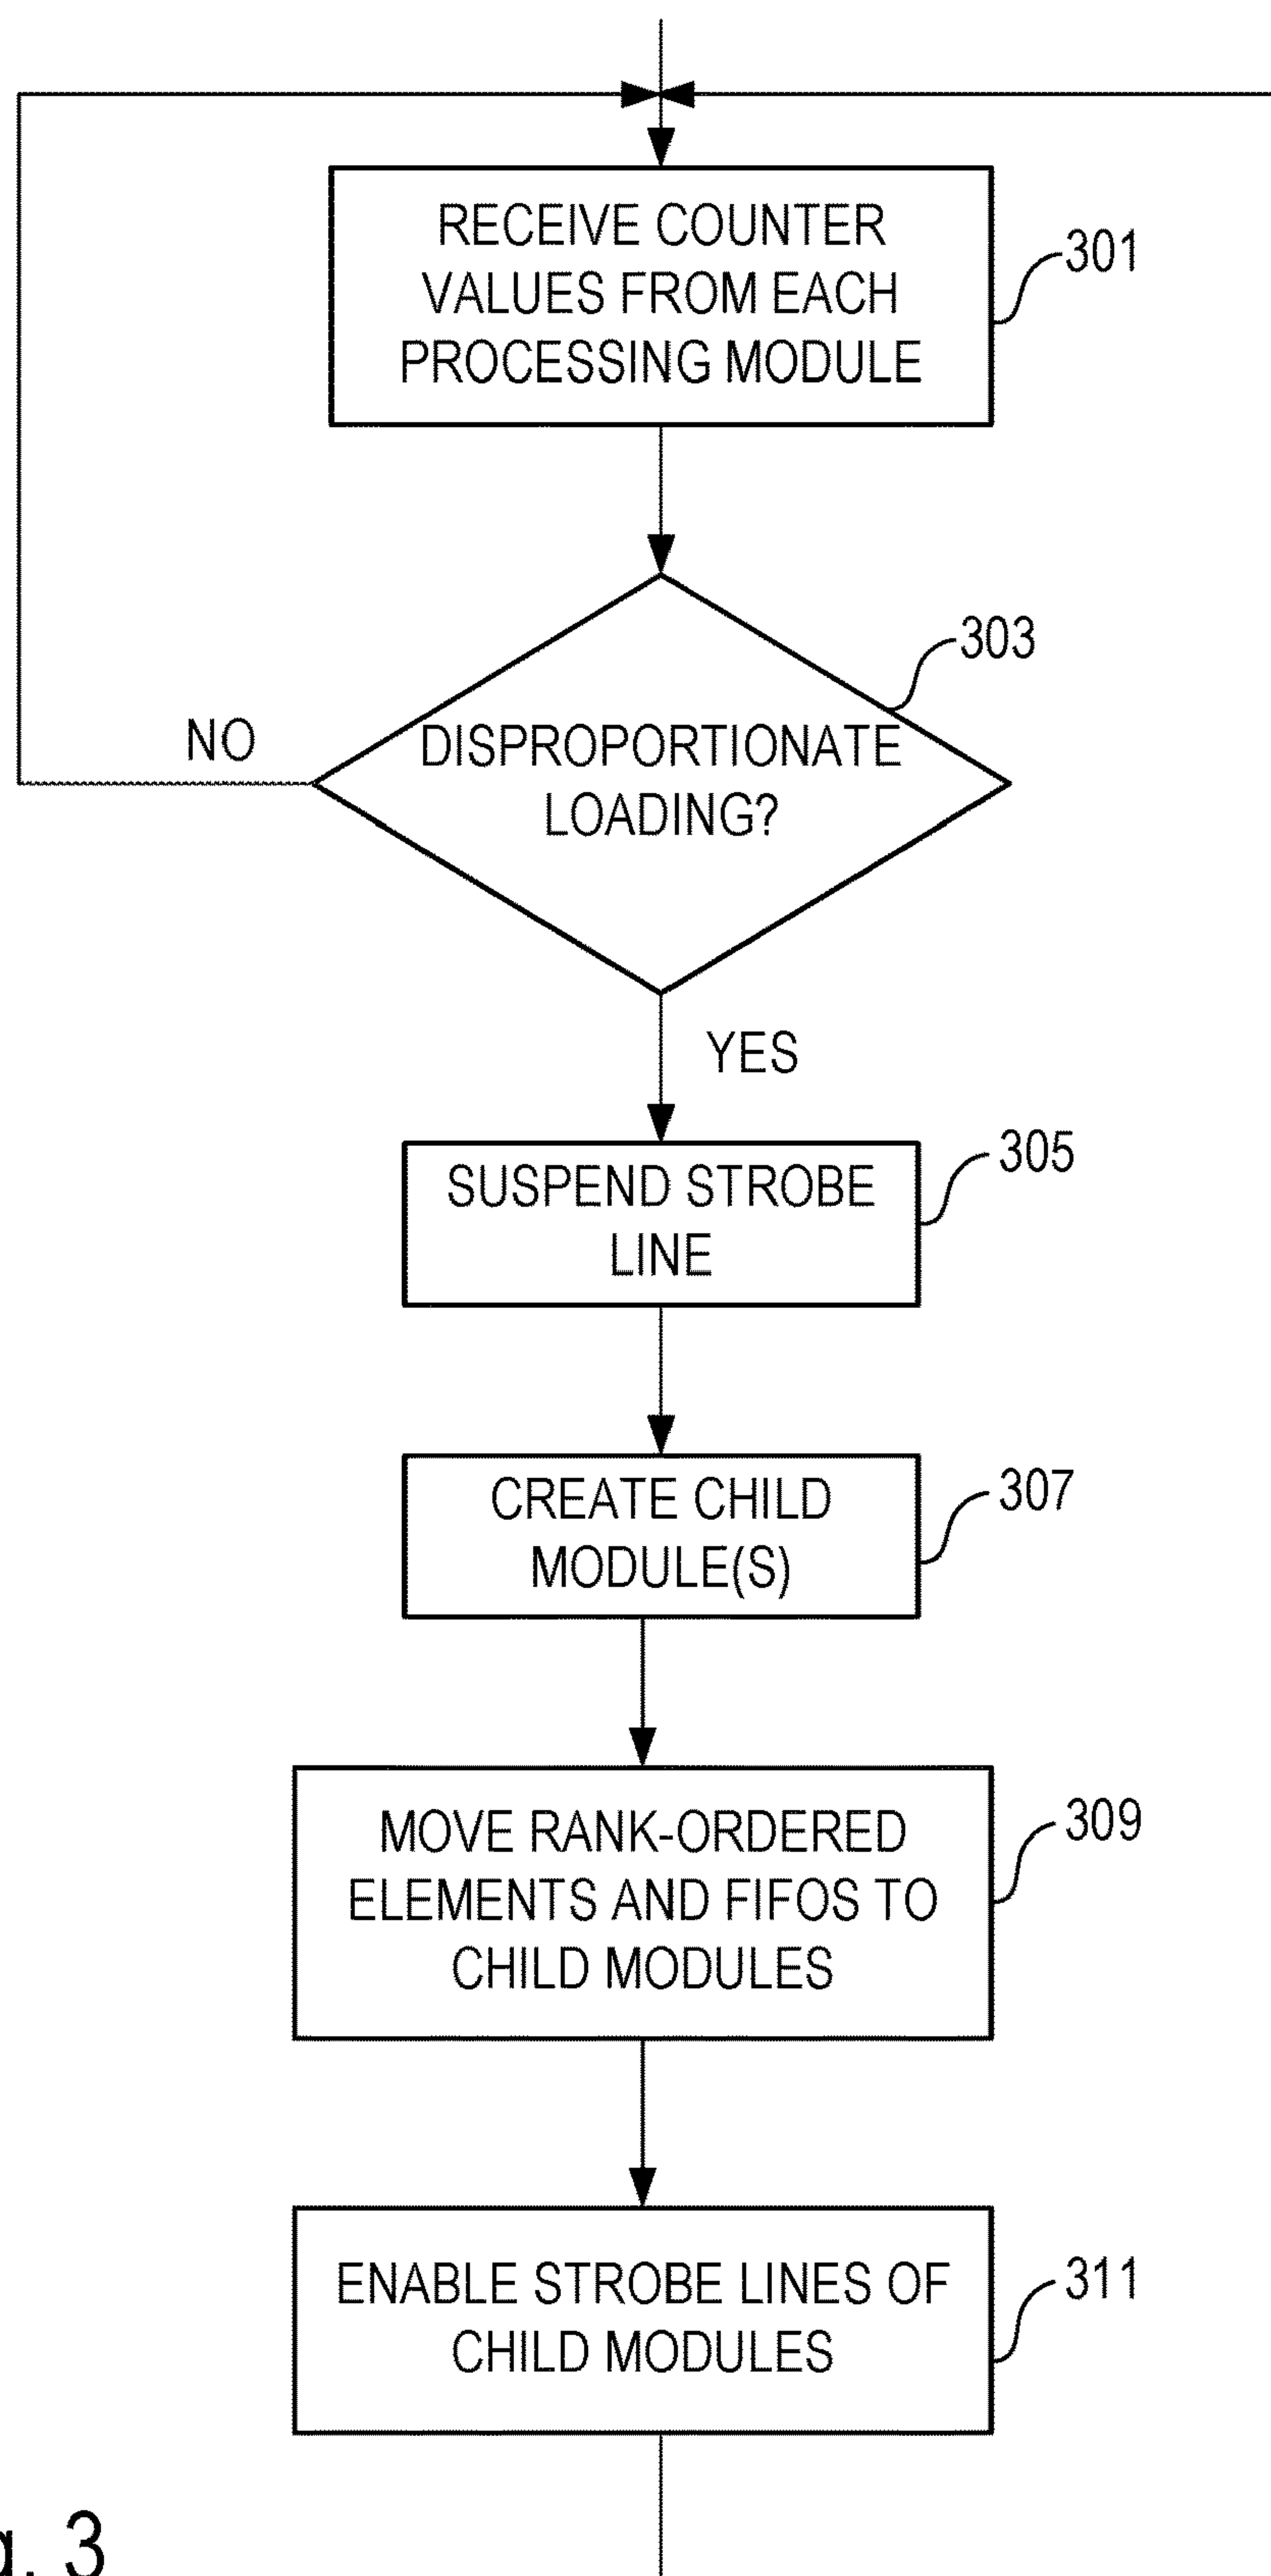 RECEIVE COUNTER
VALUES FROM EACH
PROCESSING MODULE
301
303
DISPROPORTIONATE
LOADING?
NO
YES
SUSPEND STROBE
LINE
305
CREATE CHILD
MODULE(S)
307
MOVE RANK-ORDERED
ELEMENTS AND FIFOS TO
CHILD MODULES
309
ENABLE STROBE LINES OF
CHILD MODULES
311
g. 3